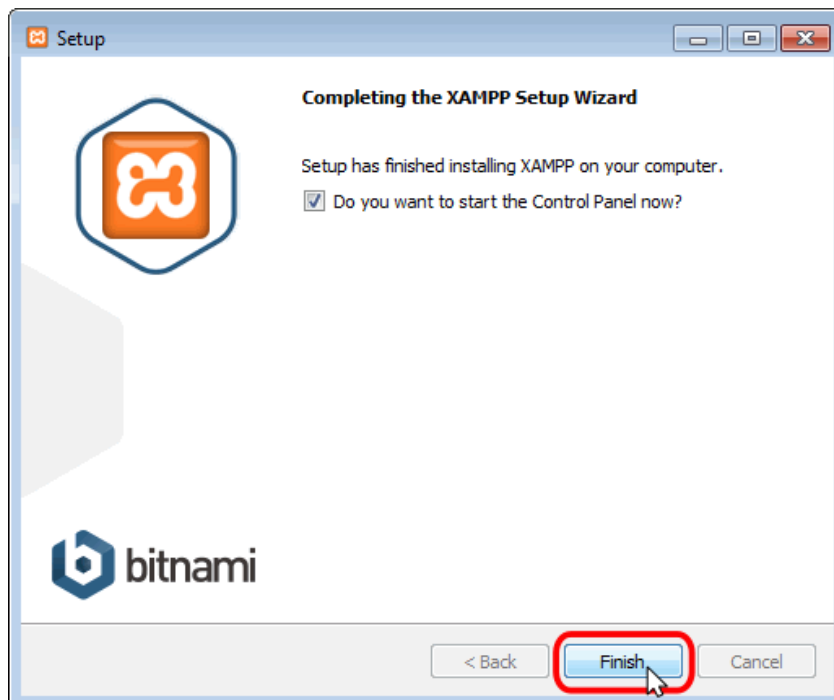 Setup
Completing the XAMPP Setup Wizard
Setup has finished installing XAMPP on your computer.
Do you want to start the Control Panel now?
bitnami
< Back
Finish
Cancel